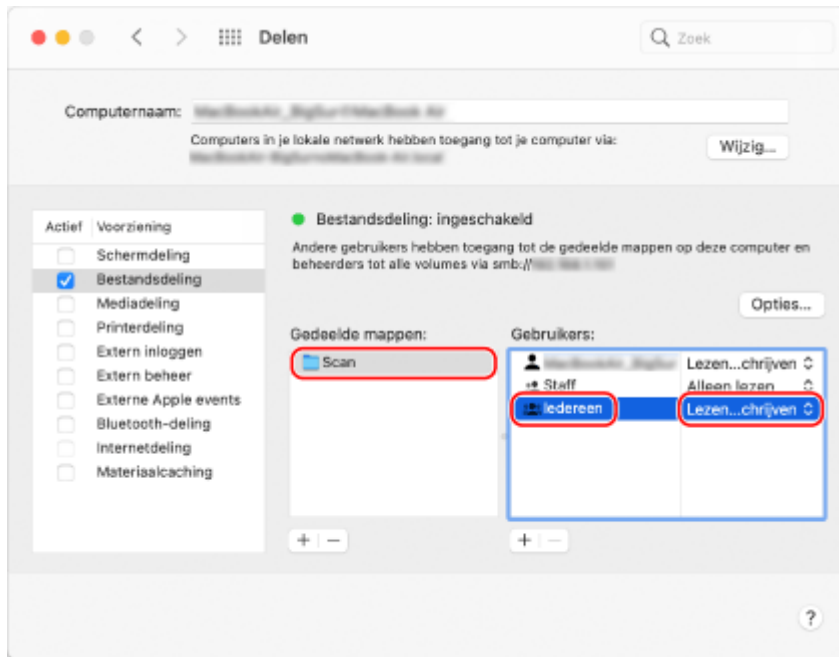 Delen
Zoek
Computernaam:
Computers in je lokale netwerk hebben toegang tot je computer via:
Wijzig...
Actief Voorziening
Schermdeling
Bestandsdeling
Mediadeling
Printerdeling
Extern inloggen
Extern beheer
Externe Apple events
Bluetooth-deling
Internetdeling
Materiaalcaching
Bestandsdeling: ingeschakeld
Andere gebruikers hebben toegang tot de gedeelde mappen op deze computer en
beheerders tot alle volumes via smb://
Opties...
Gedeelde mappen:
Scan
Gebruikers:
Lezen...chrijven
Staff Alleen lezen
Iedereen Lezen...chrijven
+ −
+ −
?